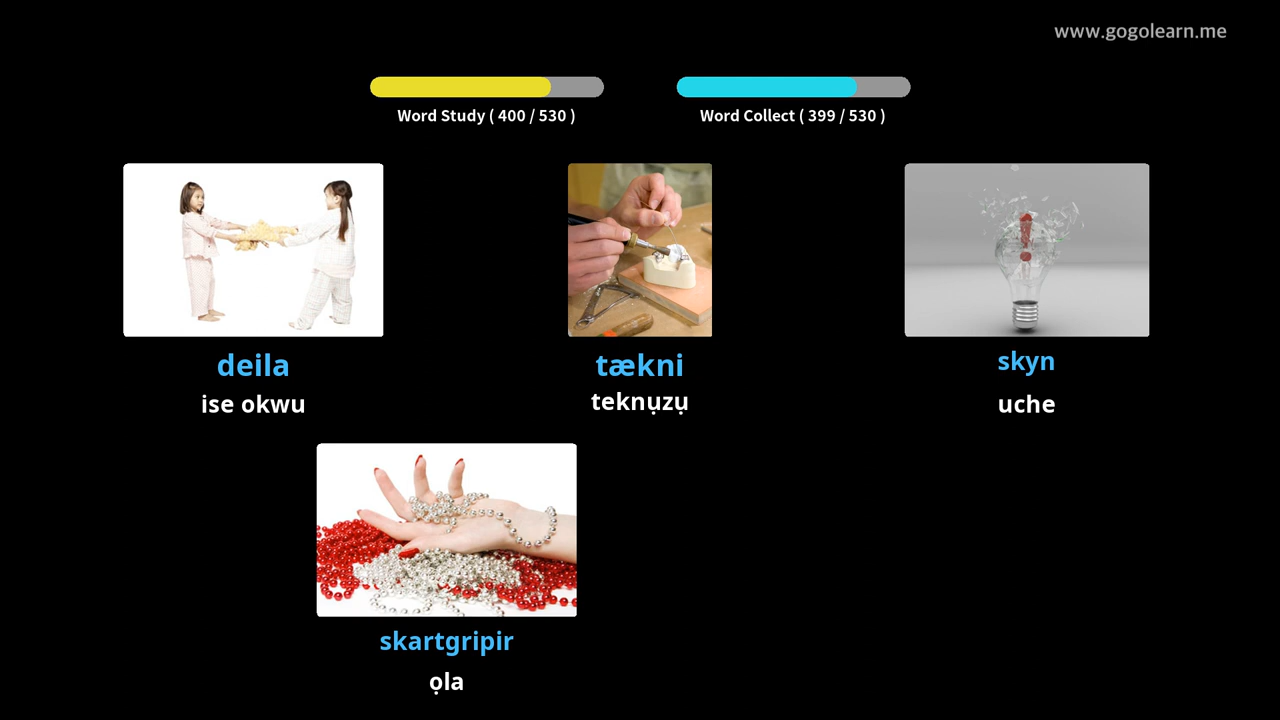 www.gogolearn.me
Word Study ( 400 / 530 )
Word Collect ( 399 / 530 )
deila
ise okwu
tækni
teknụzụ
skyn
uche
skartgripir
ọla